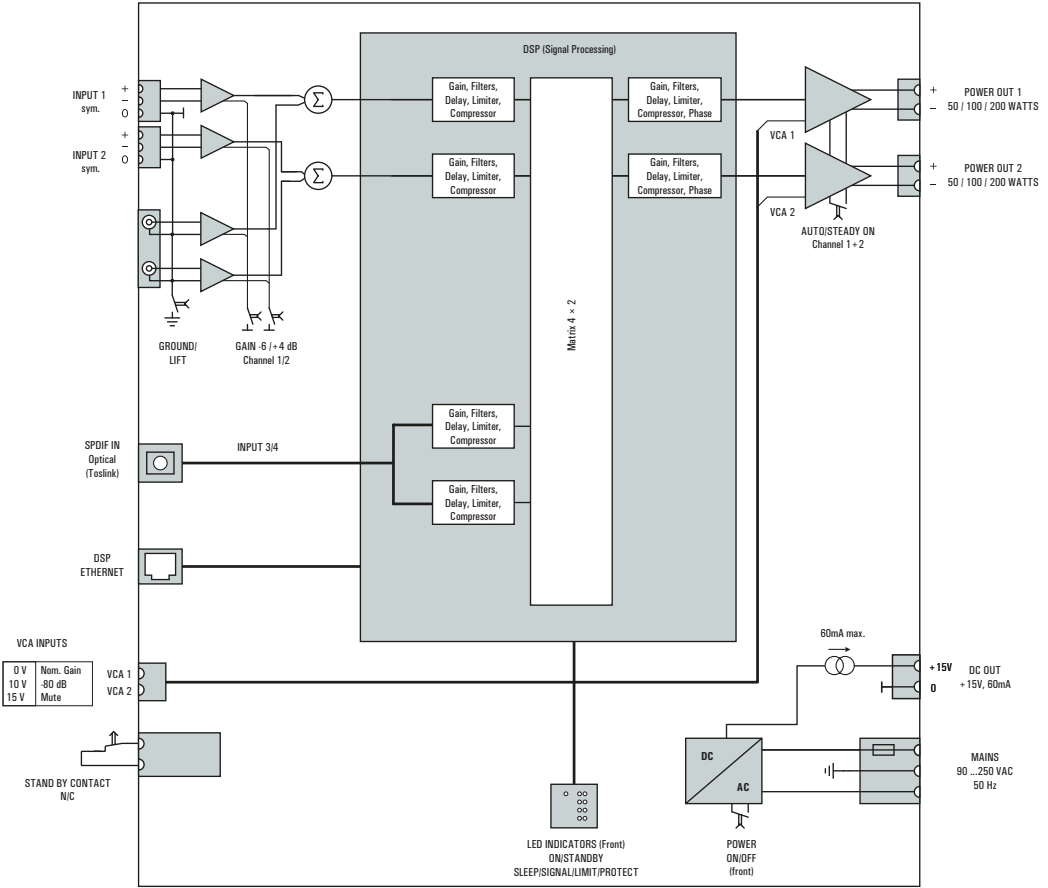 DSP (Signal Processing)
INPUT 1
sym.
+
−
0
INPUT 2
sym.
+
−
0
Σ
Σ
Gain, Filters,
Delay, Limiter,
Compressor
Gain, Filters,
Delay, Limiter,
Compressor
Matrix 4 × 2
Gain, Filters,
Delay, Limiter,
Compressor, Phase
Gain, Filters,
Delay, Limiter,
Compressor, Phase
VCA 1
VCA 2
+
−
POWER OUT 1
50 / 100 / 200 WATTS
+
−
POWER OUT 2
50 / 100 / 200 WATTS
AUTO/STEADY ON
Channel 1+2
GROUND/
LIFT
GAIN -6 /+4 dB
Channel 1/2
SPDIF IN
Optical
(Toslink)
INPUT 3/4
Gain, Filters,
Delay, Limiter,
Compressor
Gain, Filters,
Delay, Limiter,
Compressor
DSP
ETHERNET
VCA INPUTS
0 V Nom. Gain
10 V -80 dB
15 V Mute
VCA 1
VCA 2
STAND BY CONTACT
N/C
60mA max.
+15V
0
DC OUT
+15V, 60mA
DC
AC
MAINS
90 ...250 VAC
50 Hz
LED INDICATORS (Front)
ON/STANDBY
SLEEP/SIGNAL/LIMIT/PROTECT
POWER
ON/OFF
(front)